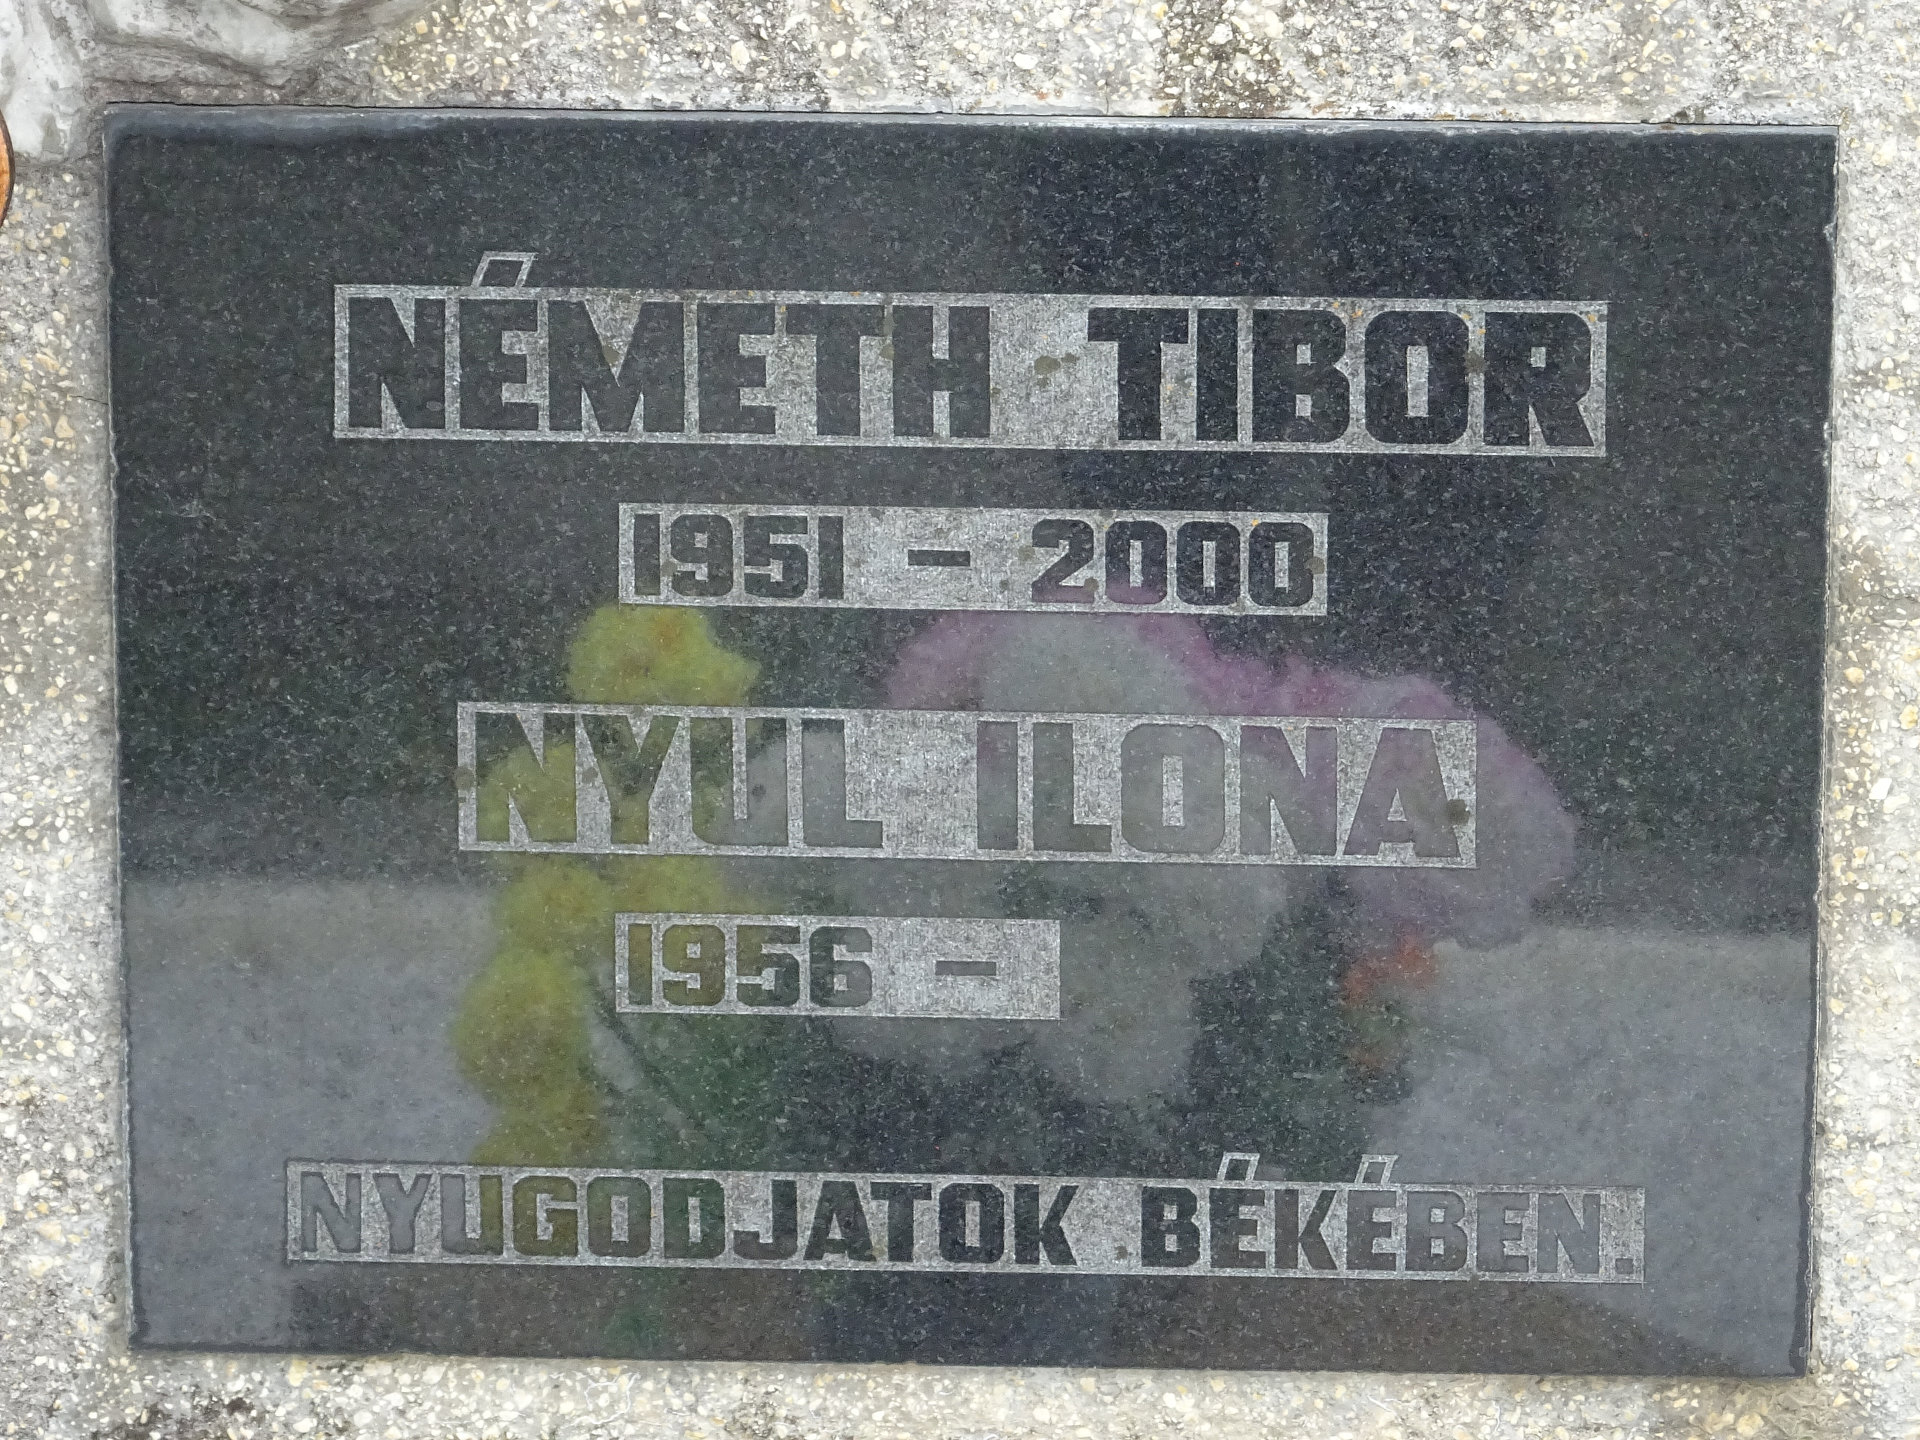 NÉMETH TIBOR
1951 - 2000
NYUL ILONA
1956 -
NYUGODJATOK BÉKÉBEN.